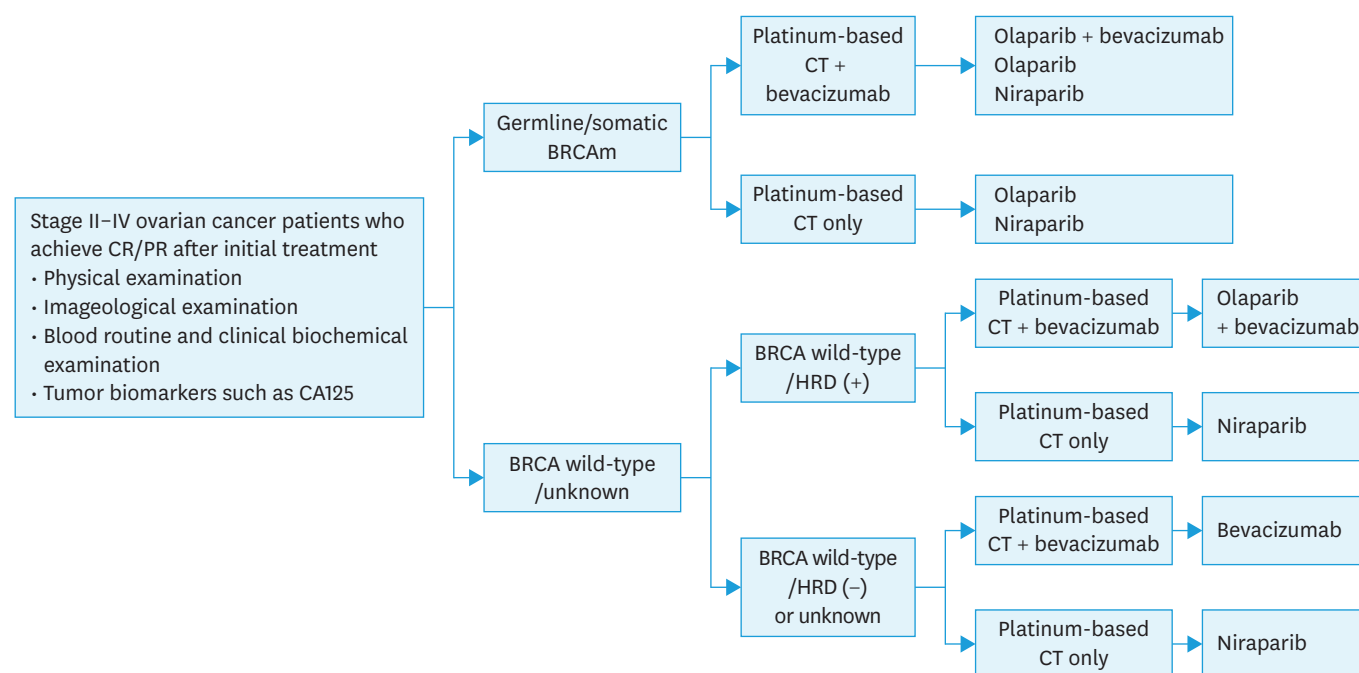 Stage II–IV ovarian cancer patients who
achieve CR/PR after initial treatment
· Physical examination
· Imageological examination
· Blood routine and clinical biochemical
examination
· Tumor biomarkers such as CA125
Germline/somatic
BRCAm
Platinum-based
CT +
bevacizumab
Olaparib + bevacizumab
Olaparib
Niraparib
Platinum-based
CT only
Olaparib
Niraparib
BRCA wild-type
/unknown
BRCA wild-type
/HRD (+)
Platinum-based
CT + bevacizumab
Olaparib
+ bevacizumab
Platinum-based
CT only
Niraparib
BRCA wild-type
/HRD (–)
or unknown
Platinum-based
CT + bevacizumab
Bevacizumab
Platinum-based
CT only
Niraparib